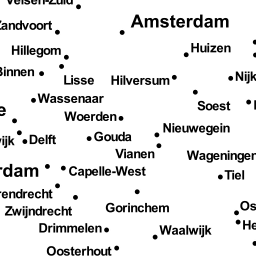 Velsen-Zuid
Zandvoort
Amsterdam
Hillegom
Huizen
Binnen
Lisse
Hilversum
Nijk
Wassenaar
Soest
Woerden
Nieuwegein
Gouda
Delft
ijk
Vianen
Wageningen
rdam
Capelle-West
Tiel
rendrecht
Zwijndrecht
Gorinchem
Os
Drimmelen
Waalwijk
He
Oosterhout